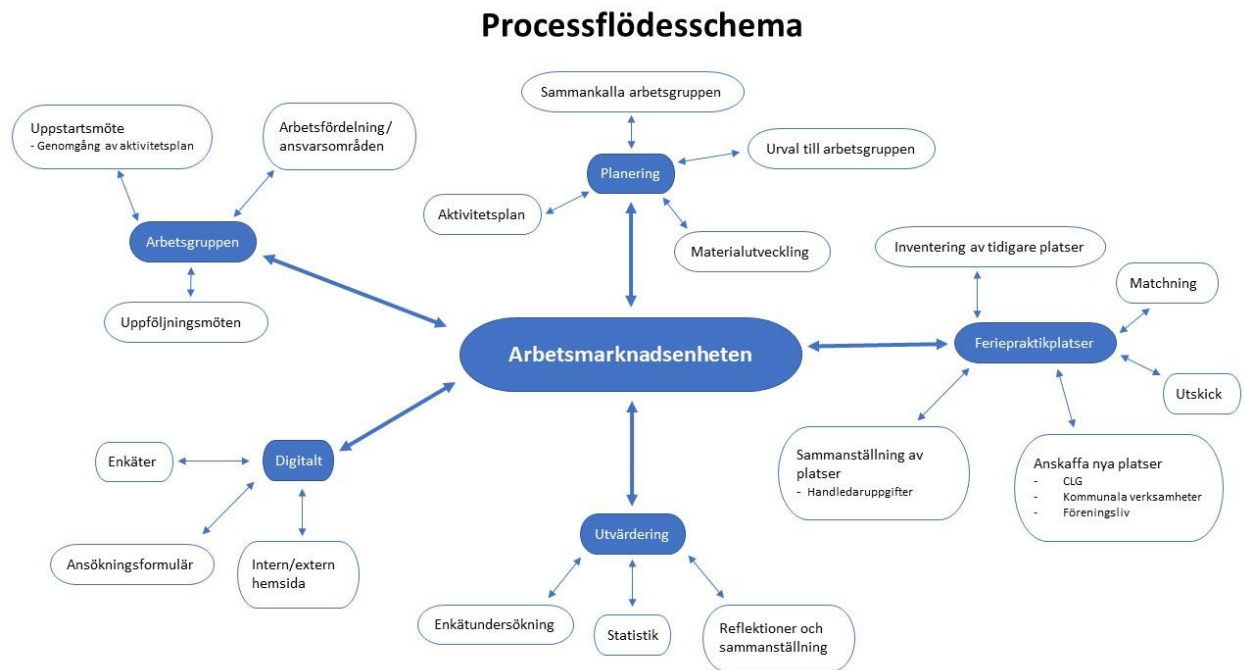 Processflödesschema
Sammankalla arbetsgruppen
Uppstartsmöte
- Genomgång av aktivitetsplan
Arbetsfördelning/
ansvarsområden
Urval till arbetsgruppen
Planering
Aktivitetsplan
Materialutveckling
Arbetsgruppen
Uppföljningsmöten
Inventering av tidigare platser
Matchning
Arbetsmarknadsenheten
Feriepraktikplatser
Utskick
Sammanställning av
platser
- Handledaruppgifter
Anskaffa nya platser
- CLG
- Kommunala verksamheter
- Föreningsliv
Enkäter
Digitalt
Ansökningsformulär
Intern/extern
hemsida
Utvärdering
Enkätundersökning
Statistik
Reflektioner och
sammanställning